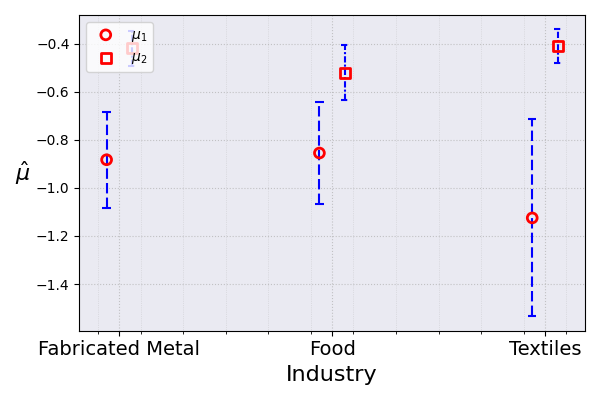 μ₁
μ₂
−0.4
−0.6
−0.8
−1.0
−1.2
−1.4
μ̂
Fabricated Metal Food Textiles
Industry